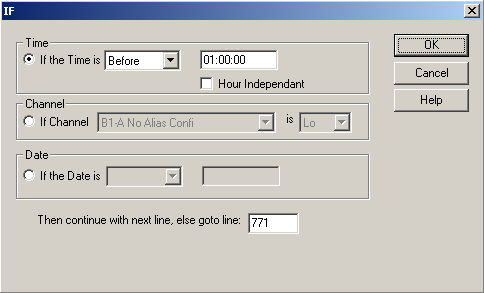 IF
Time
If the Time is Before 01:00:00
Hour Independant
Channel
If Channel B1-A No Alias Confi is Lo
Date
If the Date is
Then continue with next line, else goto line: 771
OK
Cancel
Help